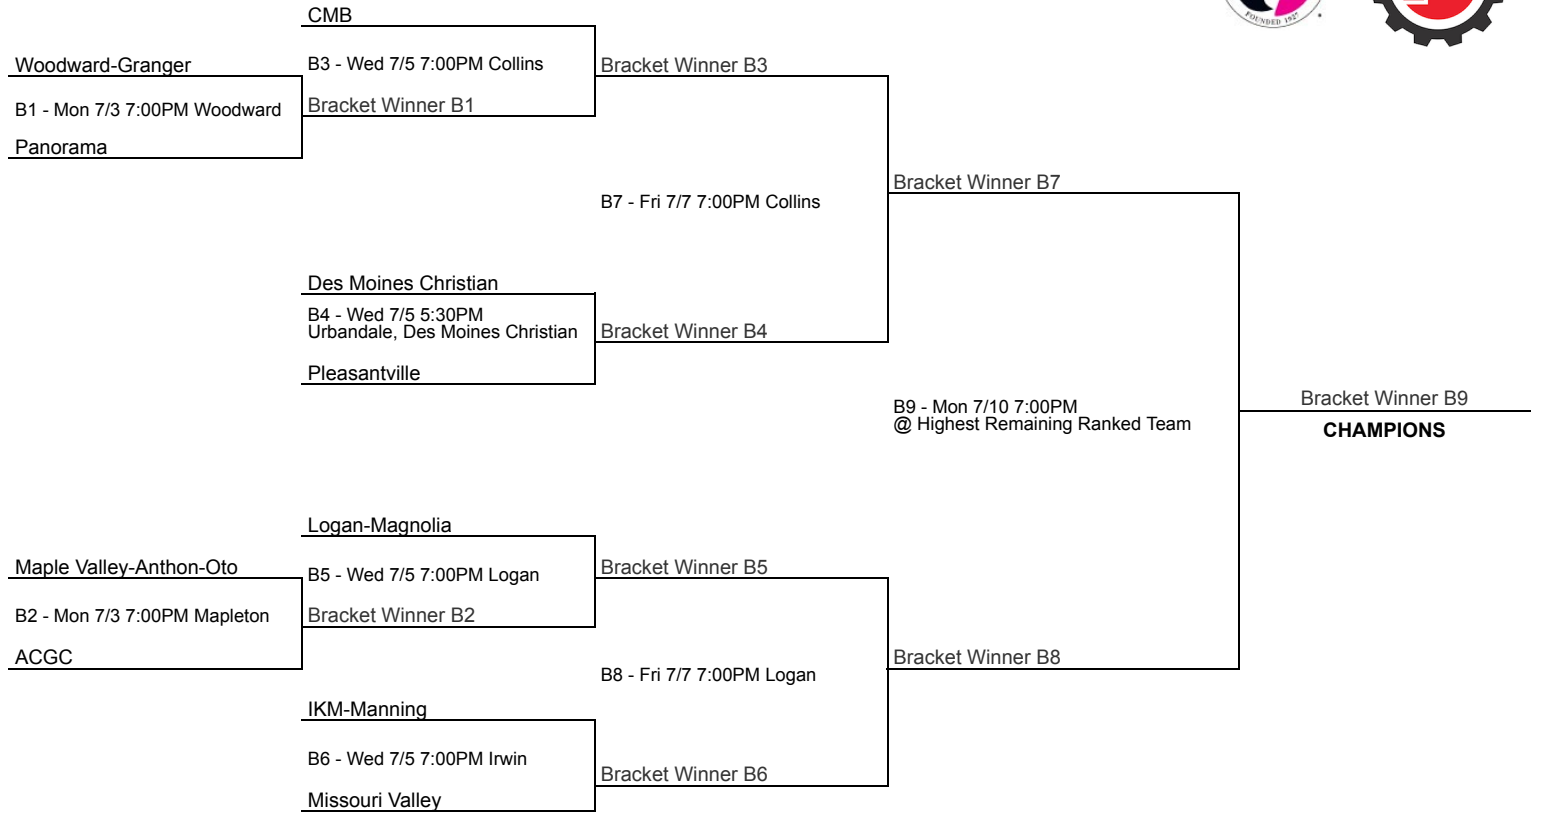 CMB
FOUNDED 1927
Woodward-Granger
B3 - Wed 7/5 7:00PM Collins
Bracket Winner B3
B1 - Mon 7/3 7:00PM Woodward
Bracket Winner B1
Panorama
Bracket Winner B7
B7 - Fri 7/7 7:00PM Collins
Des Moines Christian
B4 - Wed 7/5 5:30PM
Urbandale, Des Moines Christian
Bracket Winner B4
Pleasantville
B9 - Mon 7/10 7:00PM
@ Highest Remaining Ranked Team
Bracket Winner B9
CHAMPIONS
Logan-Magnolia
Maple Valley-Anthon-Oto
B5 - Wed 7/5 7:00PM Logan
Bracket Winner B5
B2 - Mon 7/3 7:00PM Mapleton
Bracket Winner B2
ACGC
Bracket Winner B8
B8 - Fri 7/7 7:00PM Logan
IKM-Manning
B6 - Wed 7/5 7:00PM Irwin
Bracket Winner B6
Missouri Valley